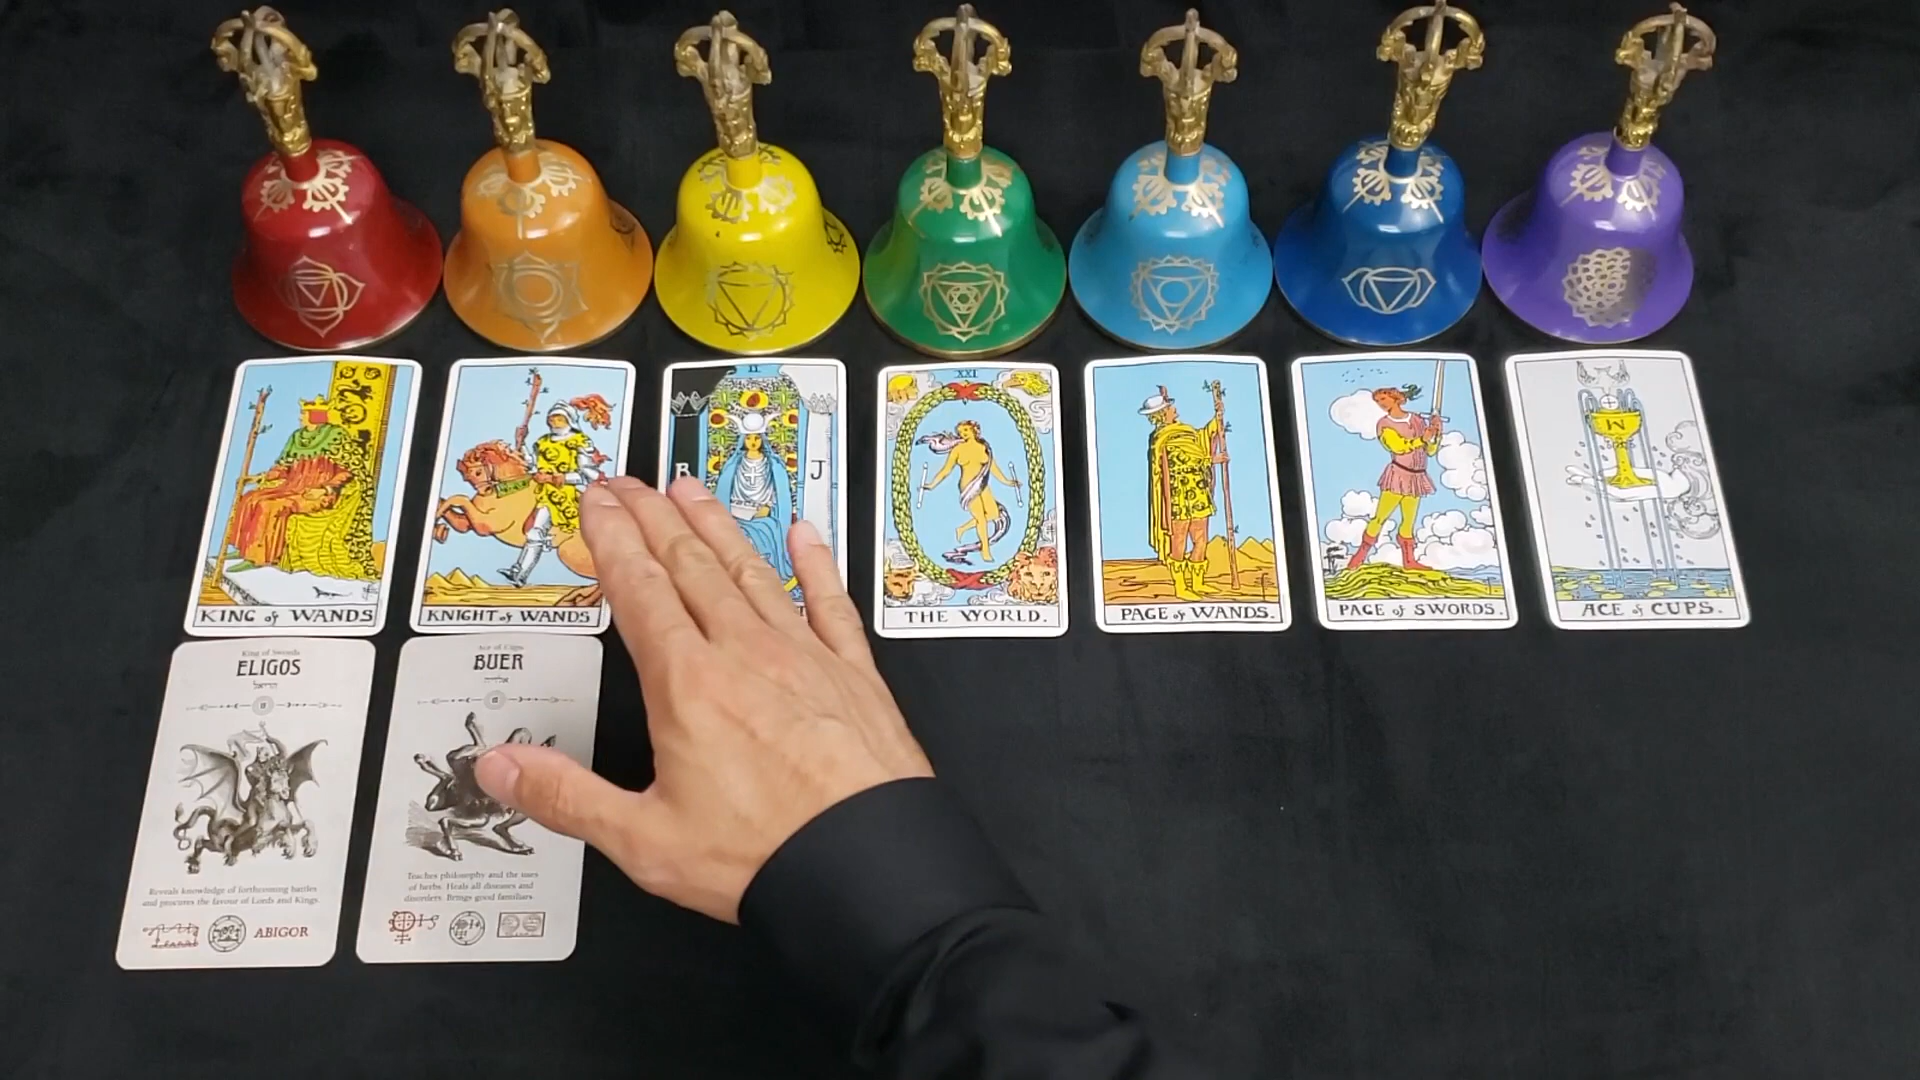 II
B
J
XXI
KING of WANDS
KNIGHT of WANDS
THE WORLD.
PAGE of WANDS.
PAGE of SWORDS.
ACE of CUPS.
King of Swords
ELIGOS
Reveals knowledge of forthcoming battles
and procures the favour of Lords and Kings.
ABIGOR
Ace of Cups
BUER
Teaches philosophy and the uses
of herbs. Heals all diseases and
disorders. Brings good familiars